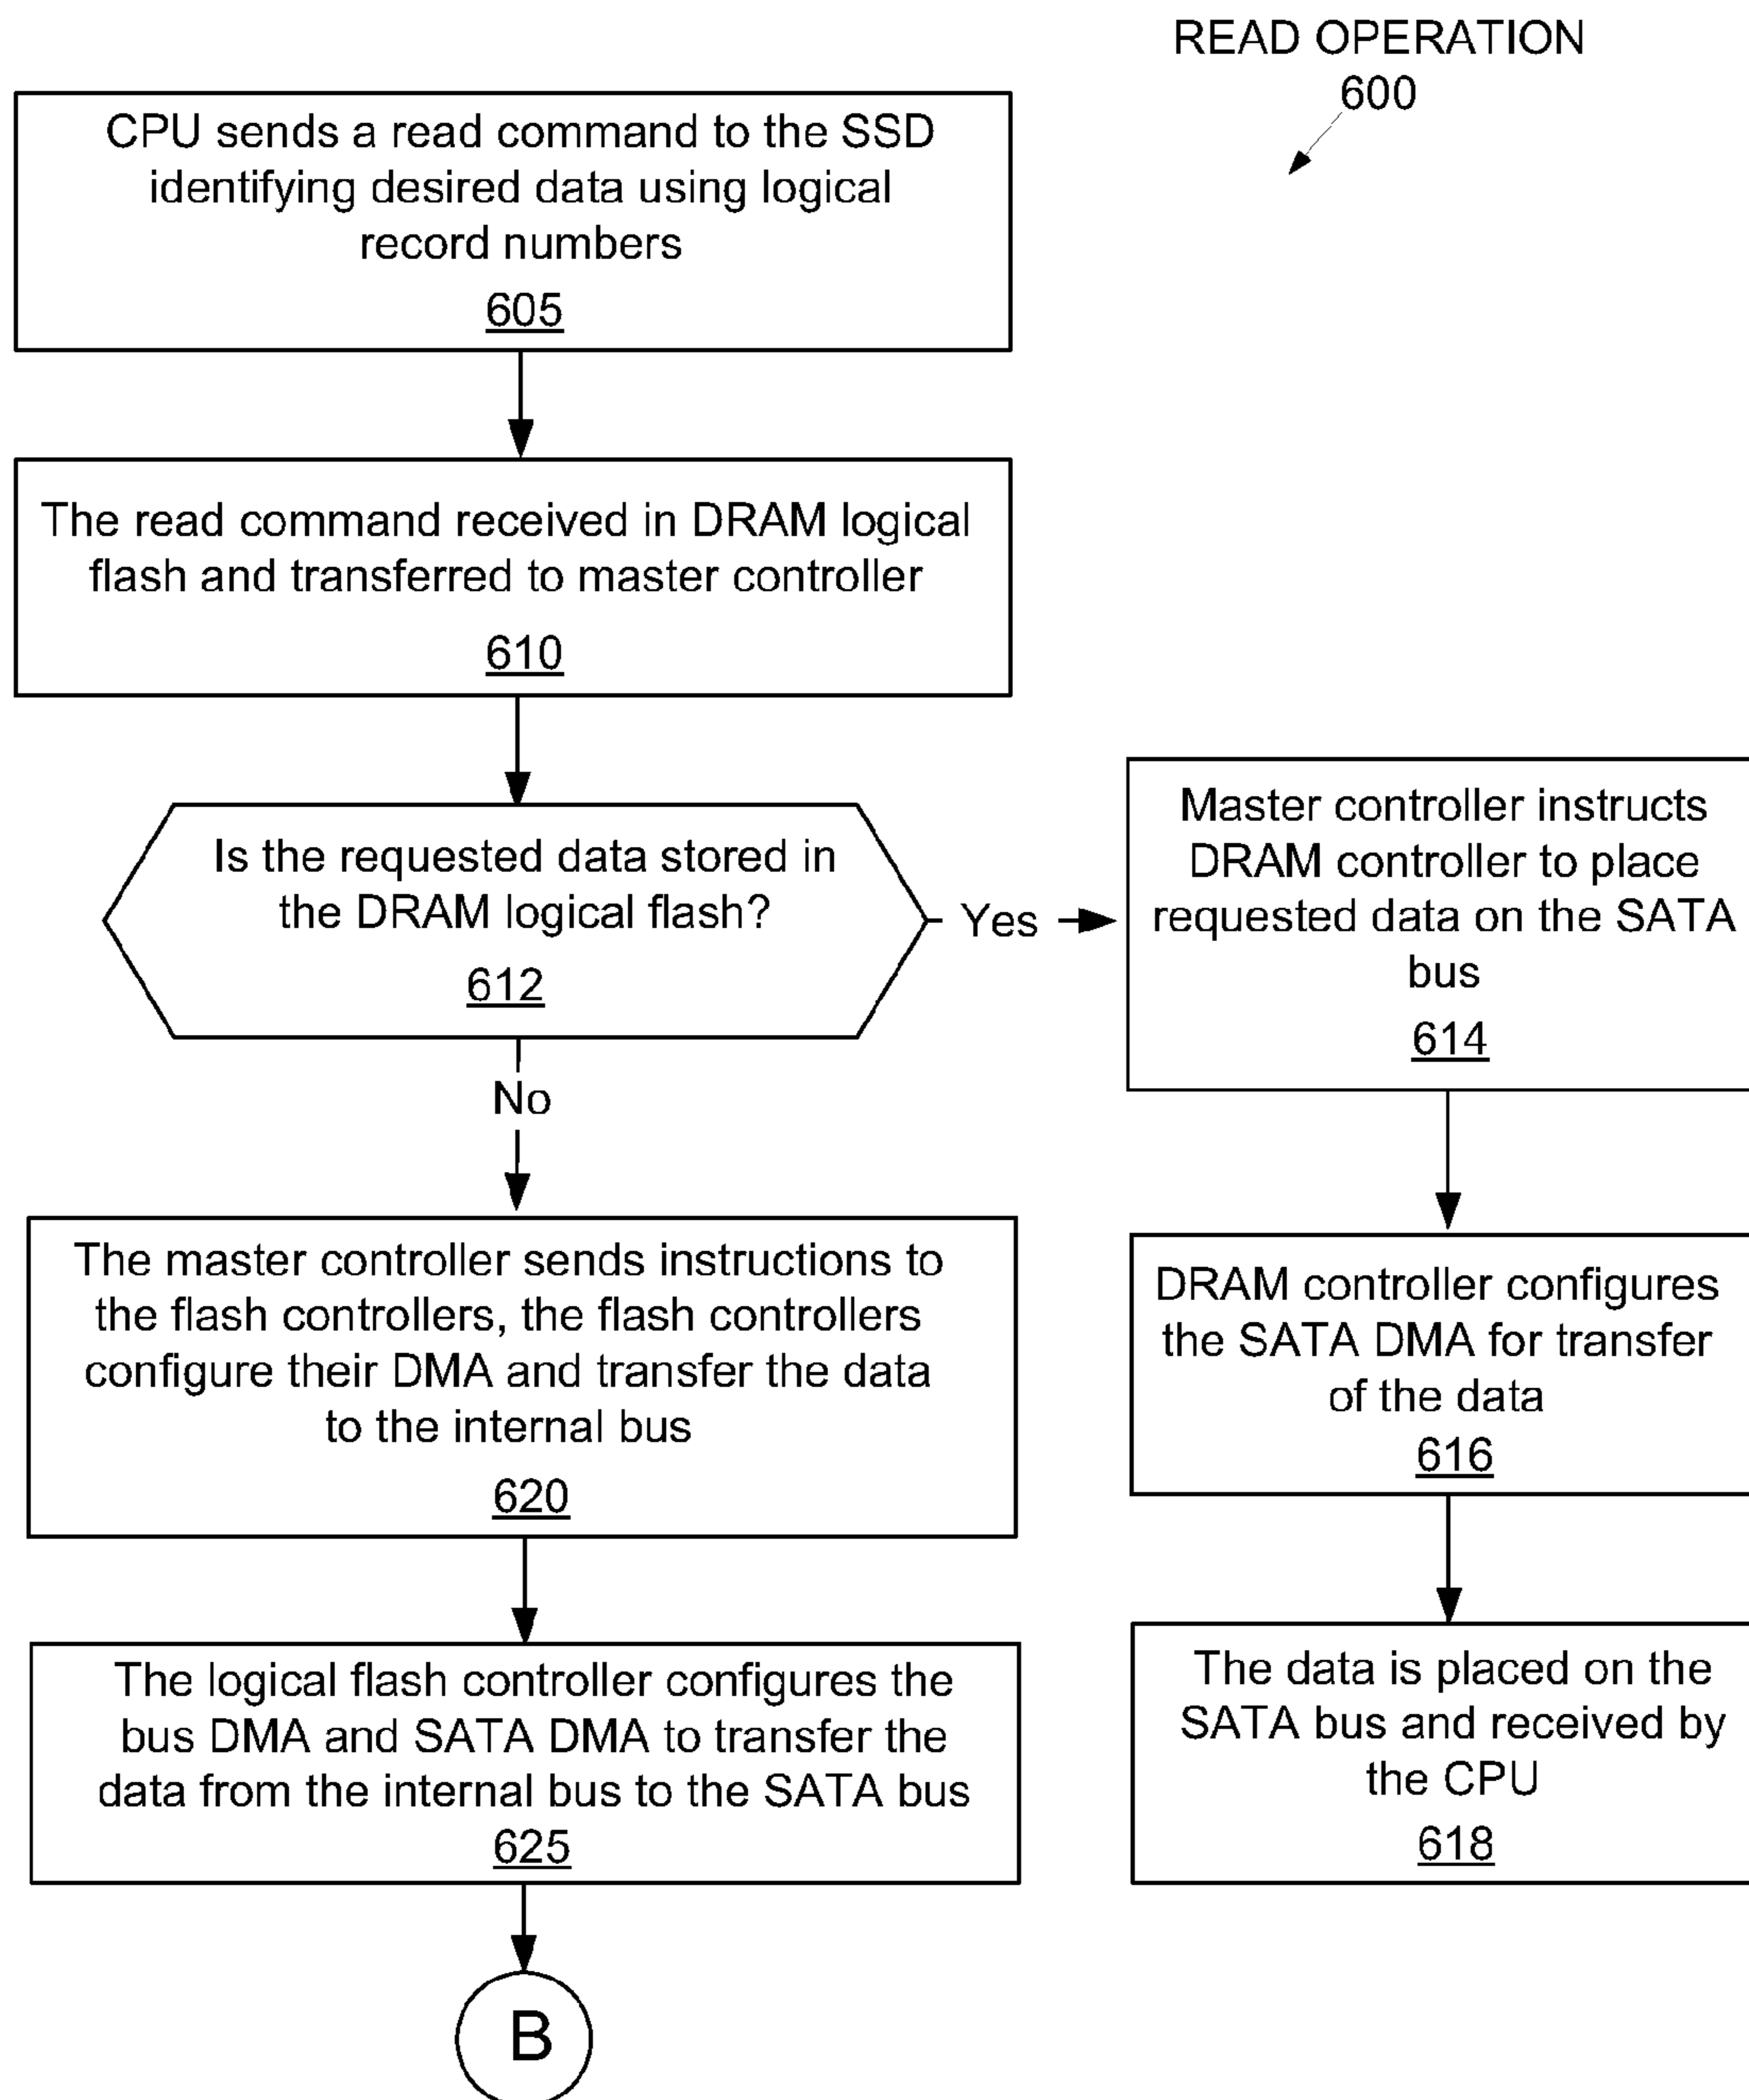 READ OPERATION
600
CPU sends a read command to the SSD
identifying desired data using logical
record numbers
605
The read command received in DRAM logical
flash and transferred to master controller
610
Is the requested data stored in
the DRAM logical flash?
612
Yes
No
Master controller instructs
DRAM controller to place
requested data on the SATA
bus
614
DRAM controller configures
the SATA DMA for transfer
of the data
616
The data is placed on the
SATA bus and received by
the CPU
618
The master controller sends instructions to
the flash controllers, the flash controllers
configure their DMA and transfer the data
to the internal bus
620
The logical flash controller configures the
bus DMA and SATA DMA to transfer the
data from the internal bus to the SATA bus
625
B